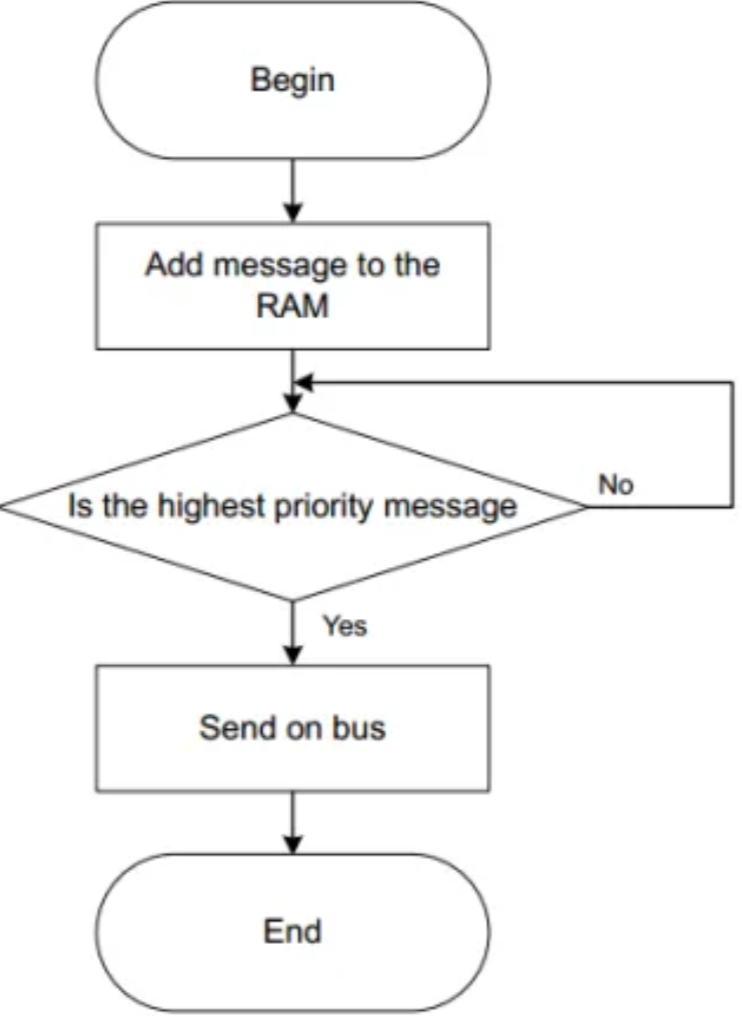 Begin
Add message to the
RAM
Is the highest priority message
No
Yes
Send on bus
End